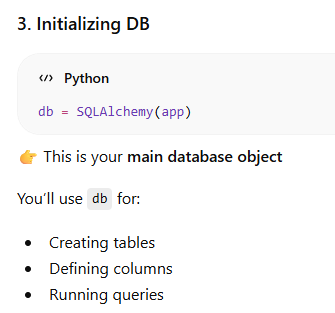 3. Initializing DB
</> Python
db = SQLAlchemy(app)
👉 This is your main database object
You'll use db for:
• Creating tables
• Defining columns
• Running queries